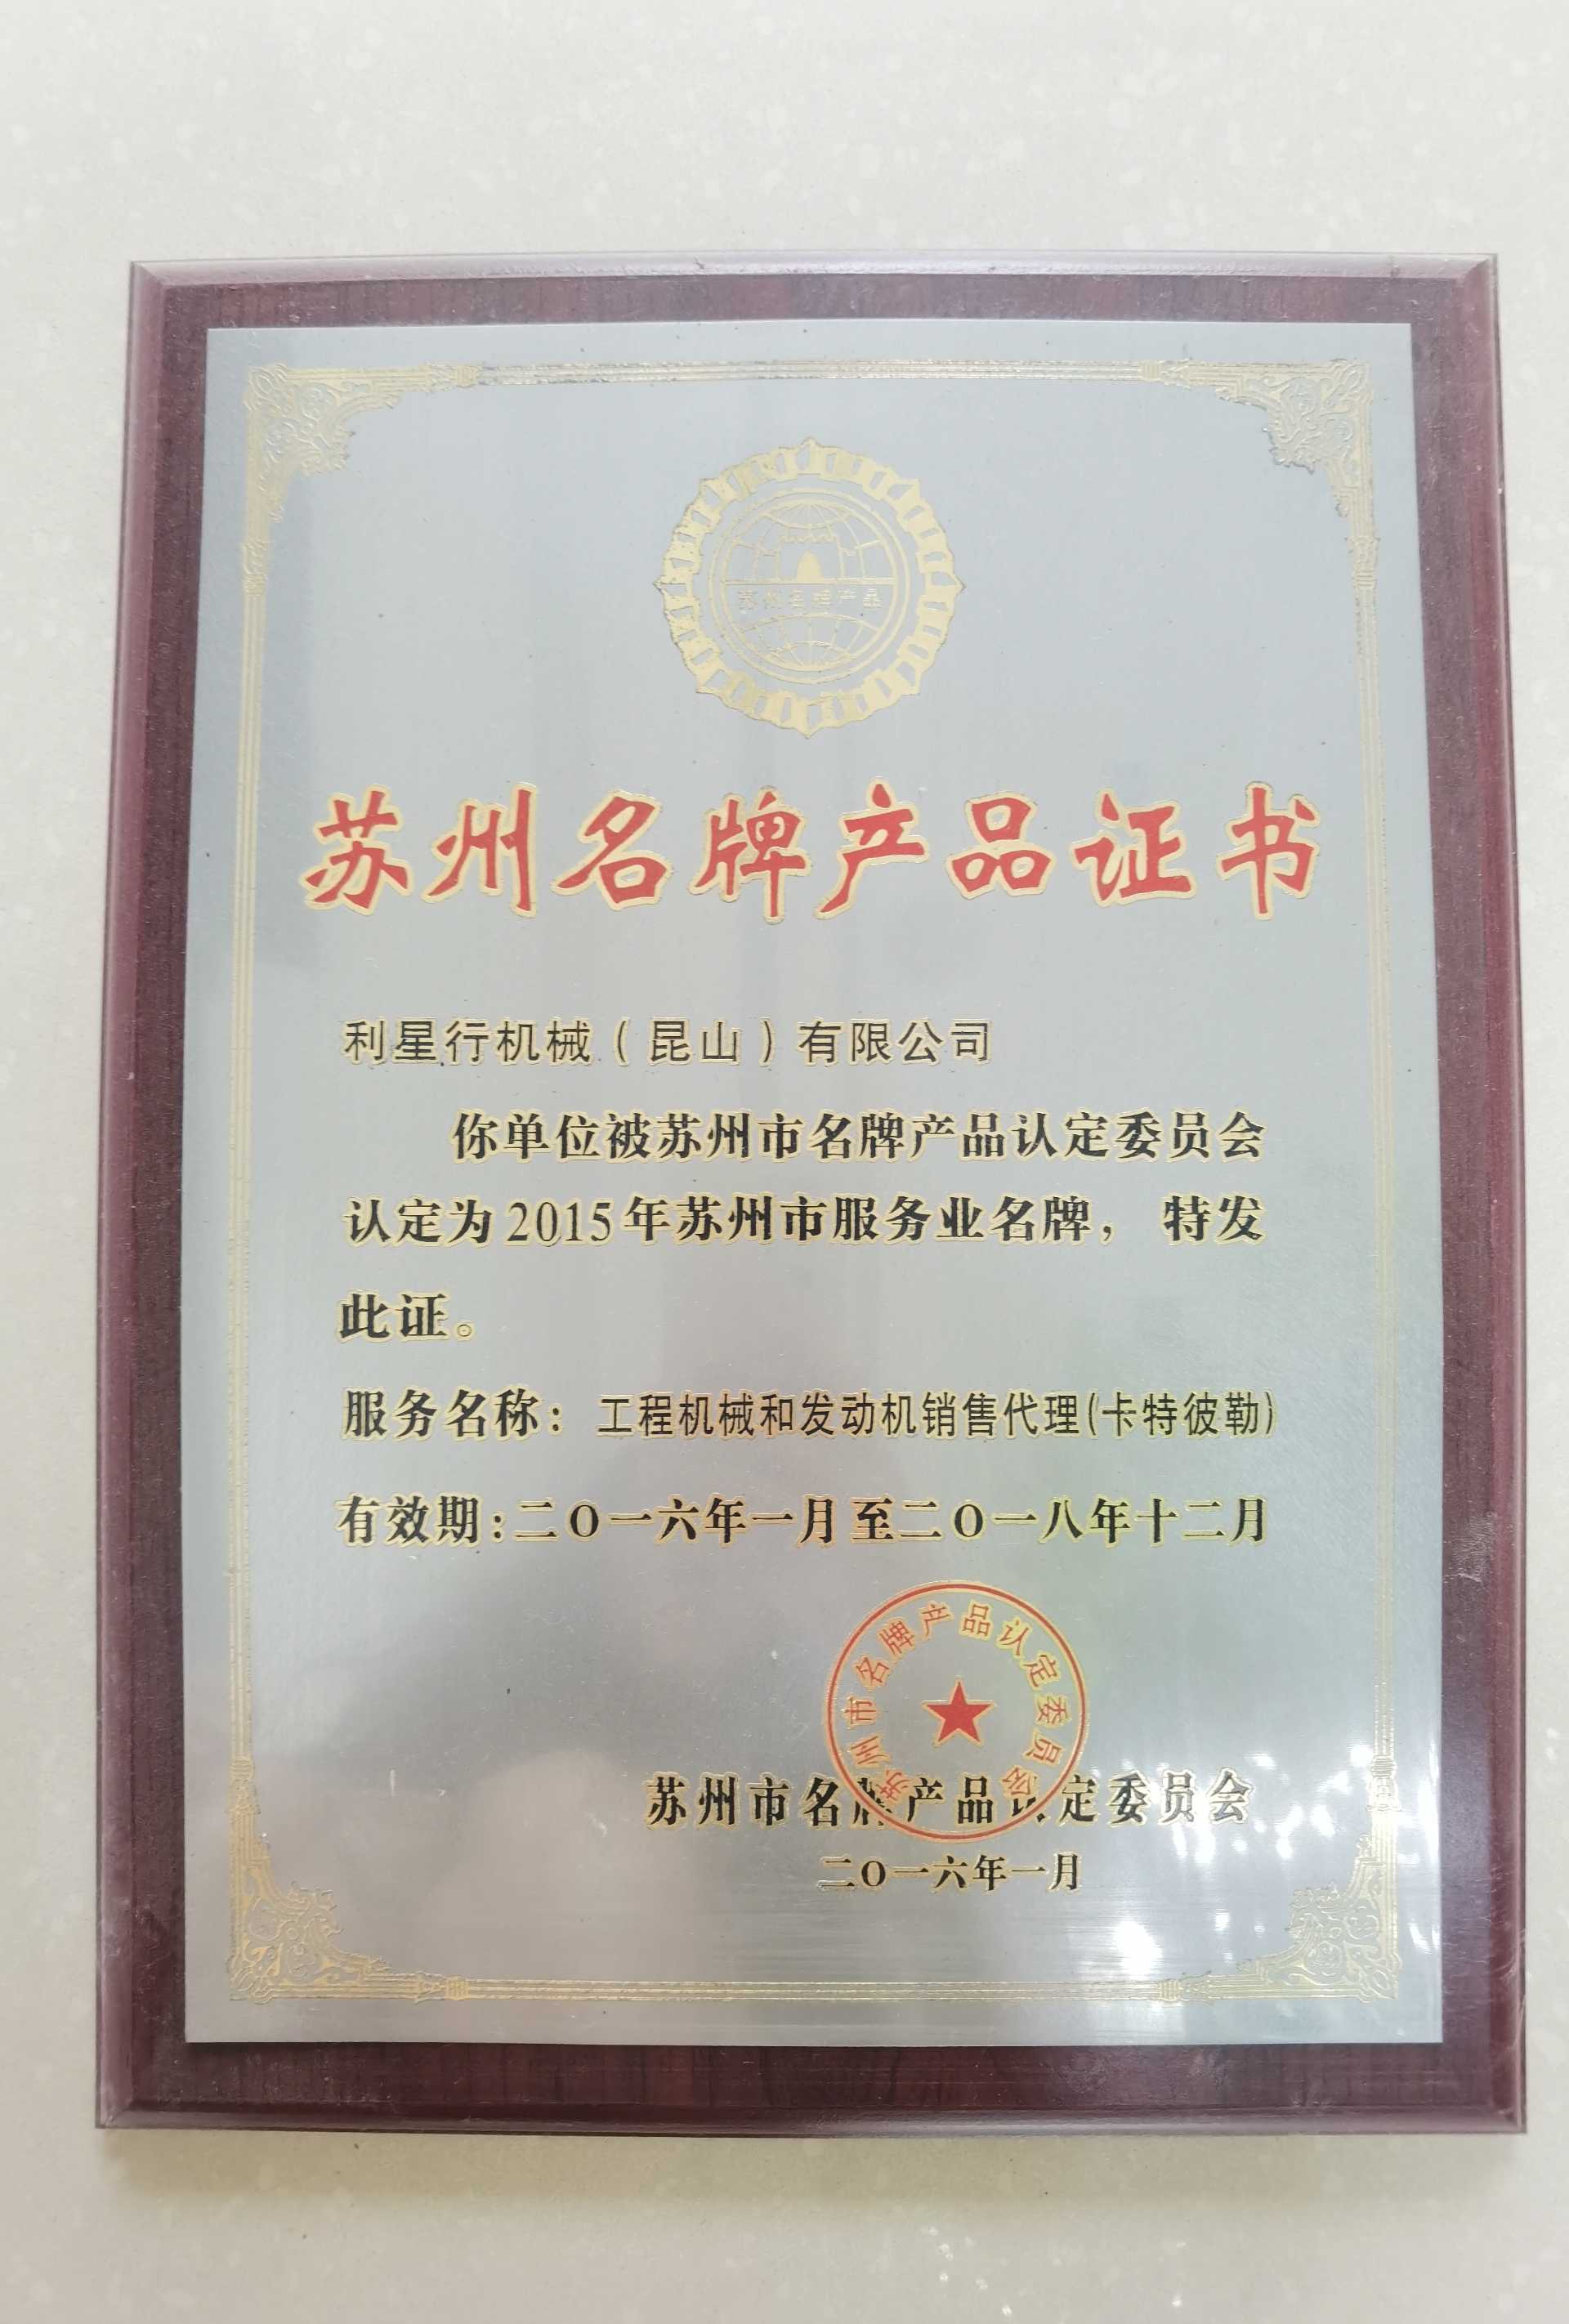 苏州名牌产品
苏州名牌产品证书
利星行机械（昆山）有限公司
你单位被苏州市名牌产品认定委员会
认定为2015年苏州市服务业名牌，特发
此证。
服务名称：工程机械和发动机销售代理(卡特彼勒)
有效期：二O一六年一月至二O一八年十二月
苏州市名牌产品认定委员会
苏州市名牌产品认定委员会
二O一六年一月